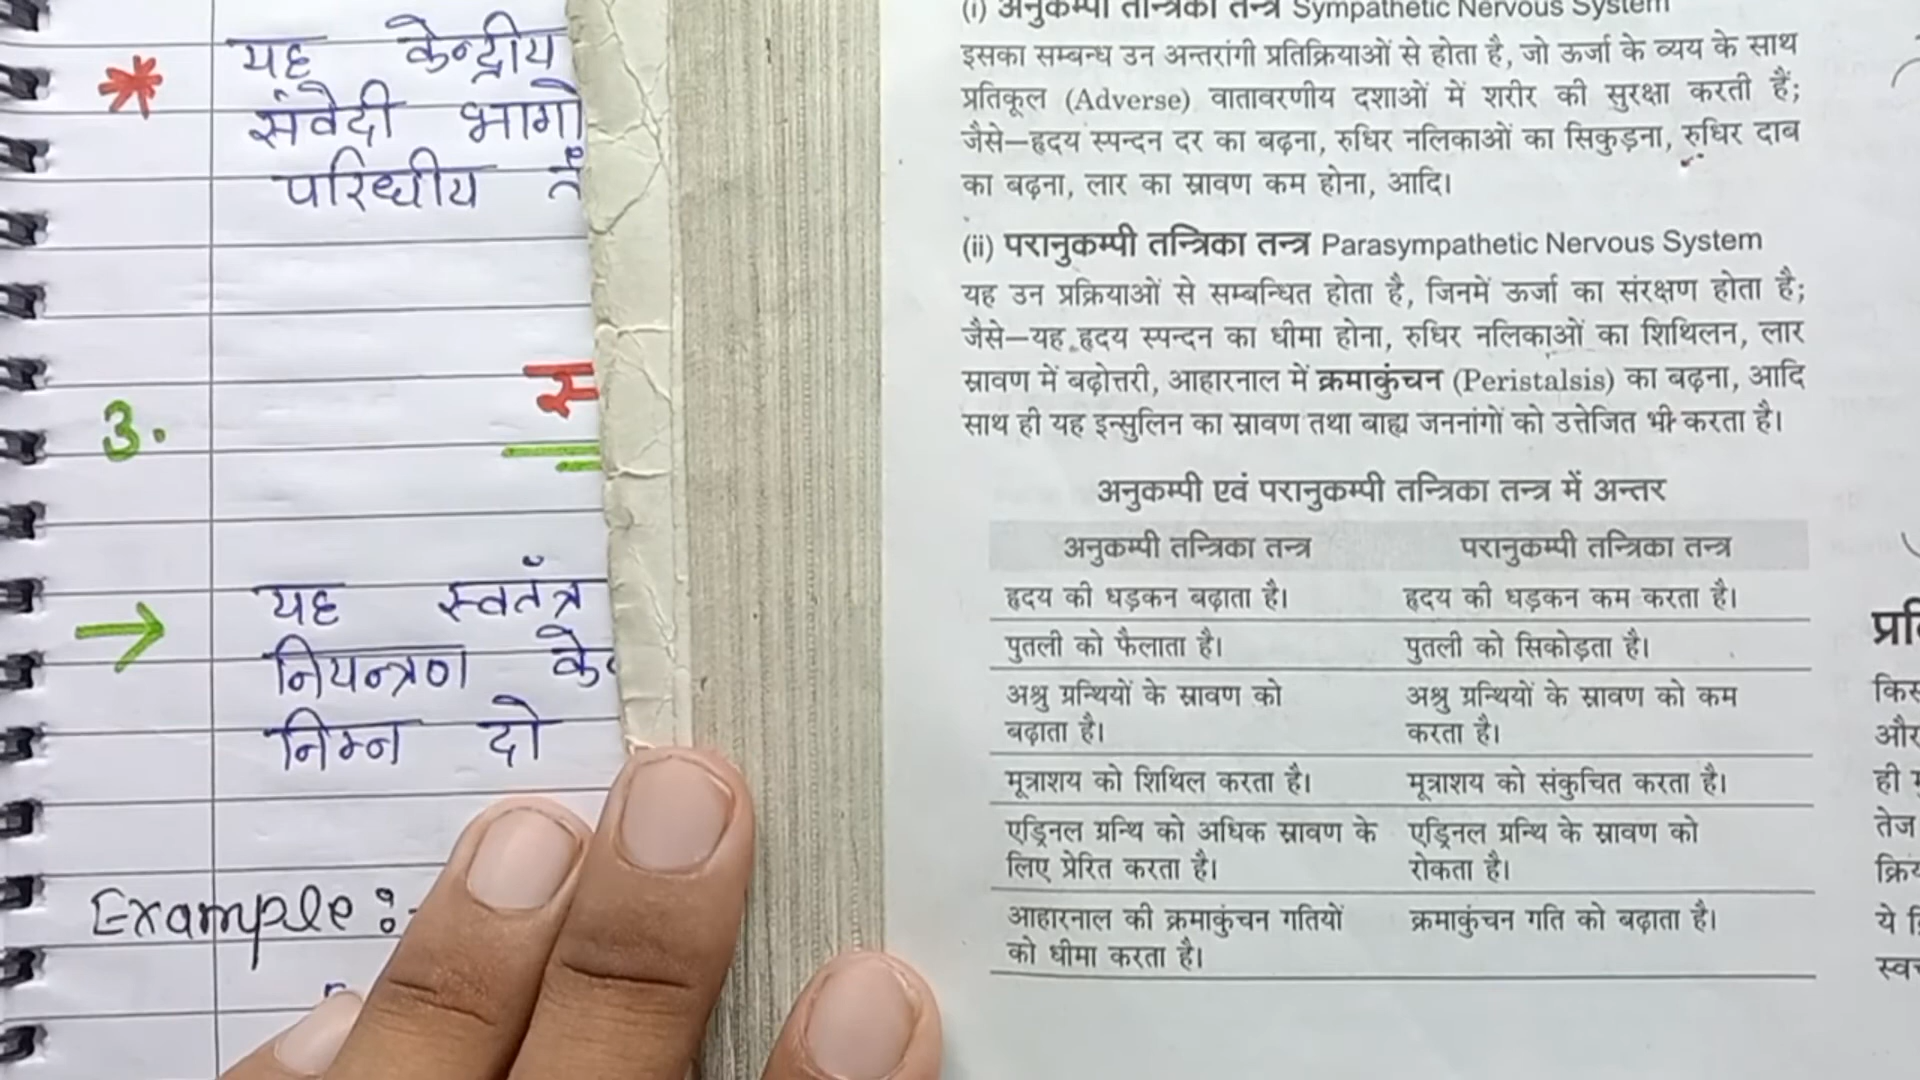 यह केन्द्रीय
संवेदी भागों
परिधीय
3.
यह स्वतंत्र
नियन्त्रण
निम्न दो
Example :-
(i) अनुकम्पी तन्त्रिका तन्त्र Sympathetic Nervous System
इसका सम्बन्ध उन अन्तरांगी प्रतिक्रियाओं से होता है, जो ऊर्जा के व्यय के साथ
प्रतिकूल (Adverse) वातावरणीय दशाओं में शरीर की सुरक्षा करती हैं;
जैसे—हृदय स्पन्दन दर का बढ़ना, रुधिर नलिकाओं का सिकुड़ना, रुधिर दाब
का बढ़ना, लार का स्रावण कम होना, आदि।
(ii) परानुकम्पी तन्त्रिका तन्त्र Parasympathetic Nervous System
यह उन प्रक्रियाओं से सम्बन्धित होता है, जिनमें ऊर्जा का संरक्षण होता है;
जैसे—यह हृदय स्पन्दन का धीमा होना, रुधिर नलिकाओं का शिथिलन, लार
स्रावण में बढ़ोत्तरी, आहारनाल में क्रमाकुंचन (Peristalsis) का बढ़ना, आदि
साथ ही यह इन्सुलिन का स्रावण तथा बाह्य जननांगों को उत्तेजित भी करता है।
अनुकम्पी एवं परानुकम्पी तन्त्रिका तन्त्र में अन्तर
अनुकम्पी तन्त्रिका तन्त्र परानुकम्पी तन्त्रिका तन्त्र
हृदय की धड़कन बढ़ाता है। हृदय की धड़कन कम करता है।
पुतली को फैलाता है। पुतली को सिकोड़ता है।
अश्रु ग्रन्थियों के स्रावण को अश्रु ग्रन्थियों के स्रावण को कम
बढ़ाता है। करता है।
मूत्राशय को शिथिल करता है। मूत्राशय को संकुचित करता है।
एड्रिनल ग्रन्थि को अधिक स्रावण के एड्रिनल ग्रन्थि के स्रावण को
लिए प्रेरित करता है। रोकता है।
आहारनाल की क्रमाकुंचन गतियों क्रमाकुंचन गति को बढ़ाता है।
को धीमा करता है।
और
ही
तेज
ये